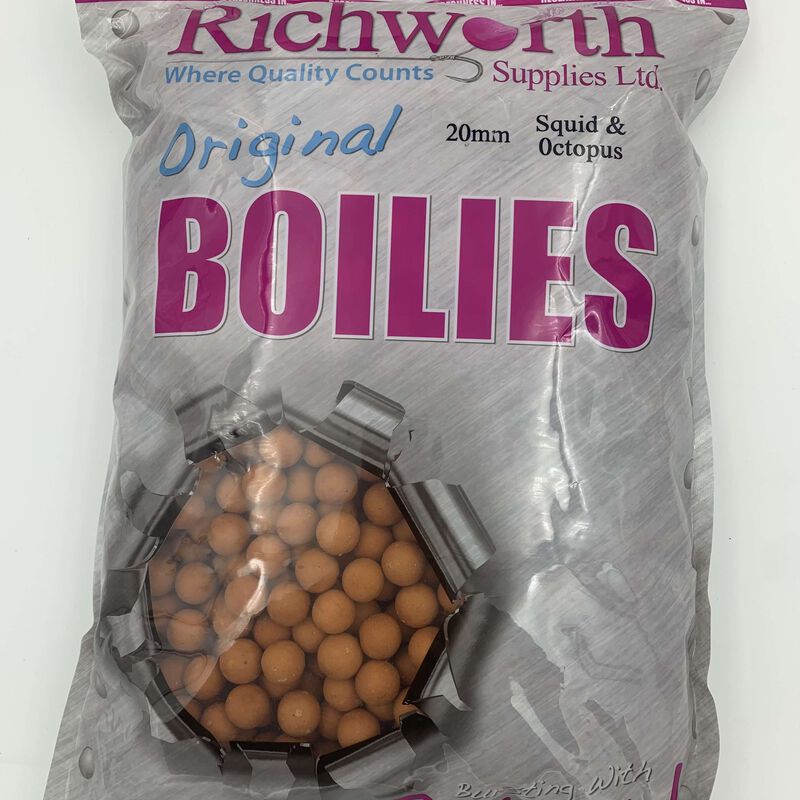 Richworth
Where Quality Counts
Supplies Ltd.
Original
20mm
Squid &
Octopus
BOILIES
Bursting With